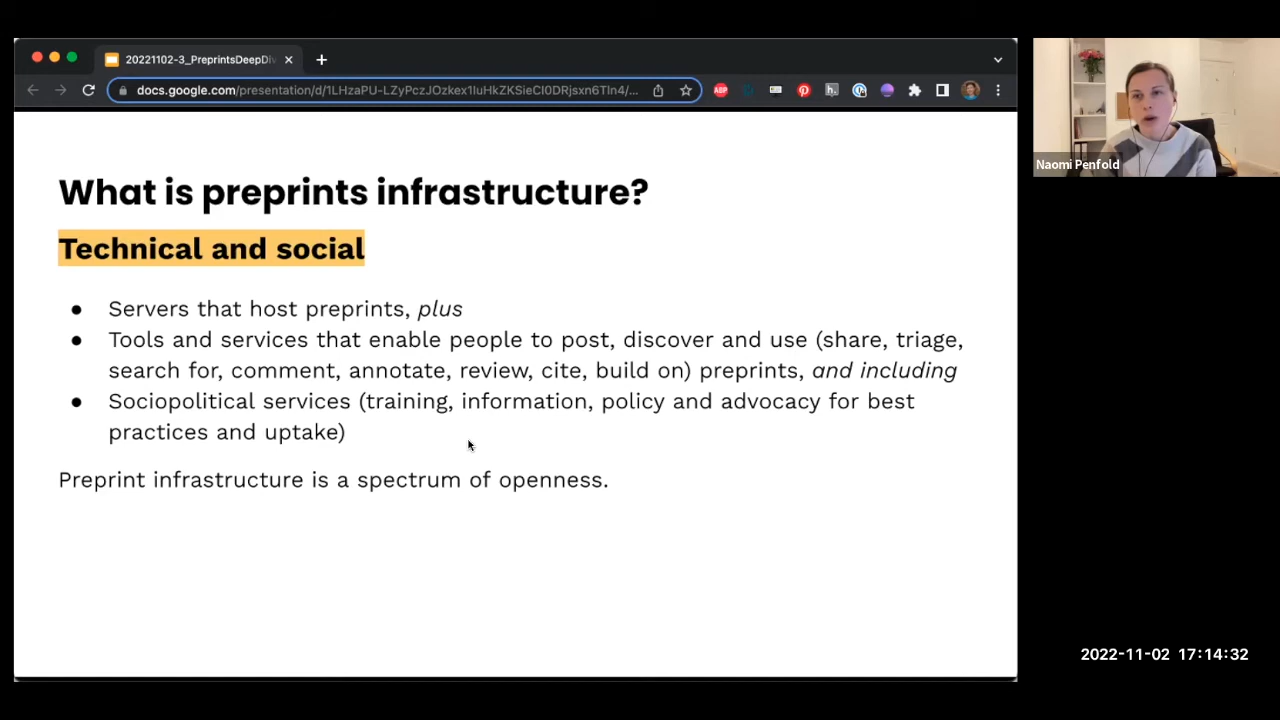 20221102-3_PreprintsDeepDiv
docs.google.com/presentation/d/1LHzaPU-LZyPczJOzkex1IuHkZKSieCI0DRjsxn6TIn4/...
ABP
What is preprints infrastructure?
Technical and social
● Servers that host preprints, plus
● Tools and services that enable people to post, discover and use (share, triage,
search for, comment, annotate, review, cite, build on) preprints, and including
● Sociopolitical services (training, information, policy and advocacy for best
practices and uptake)
Preprint infrastructure is a spectrum of openness.
Naomi Penfold
2022-11-02 17:14:32